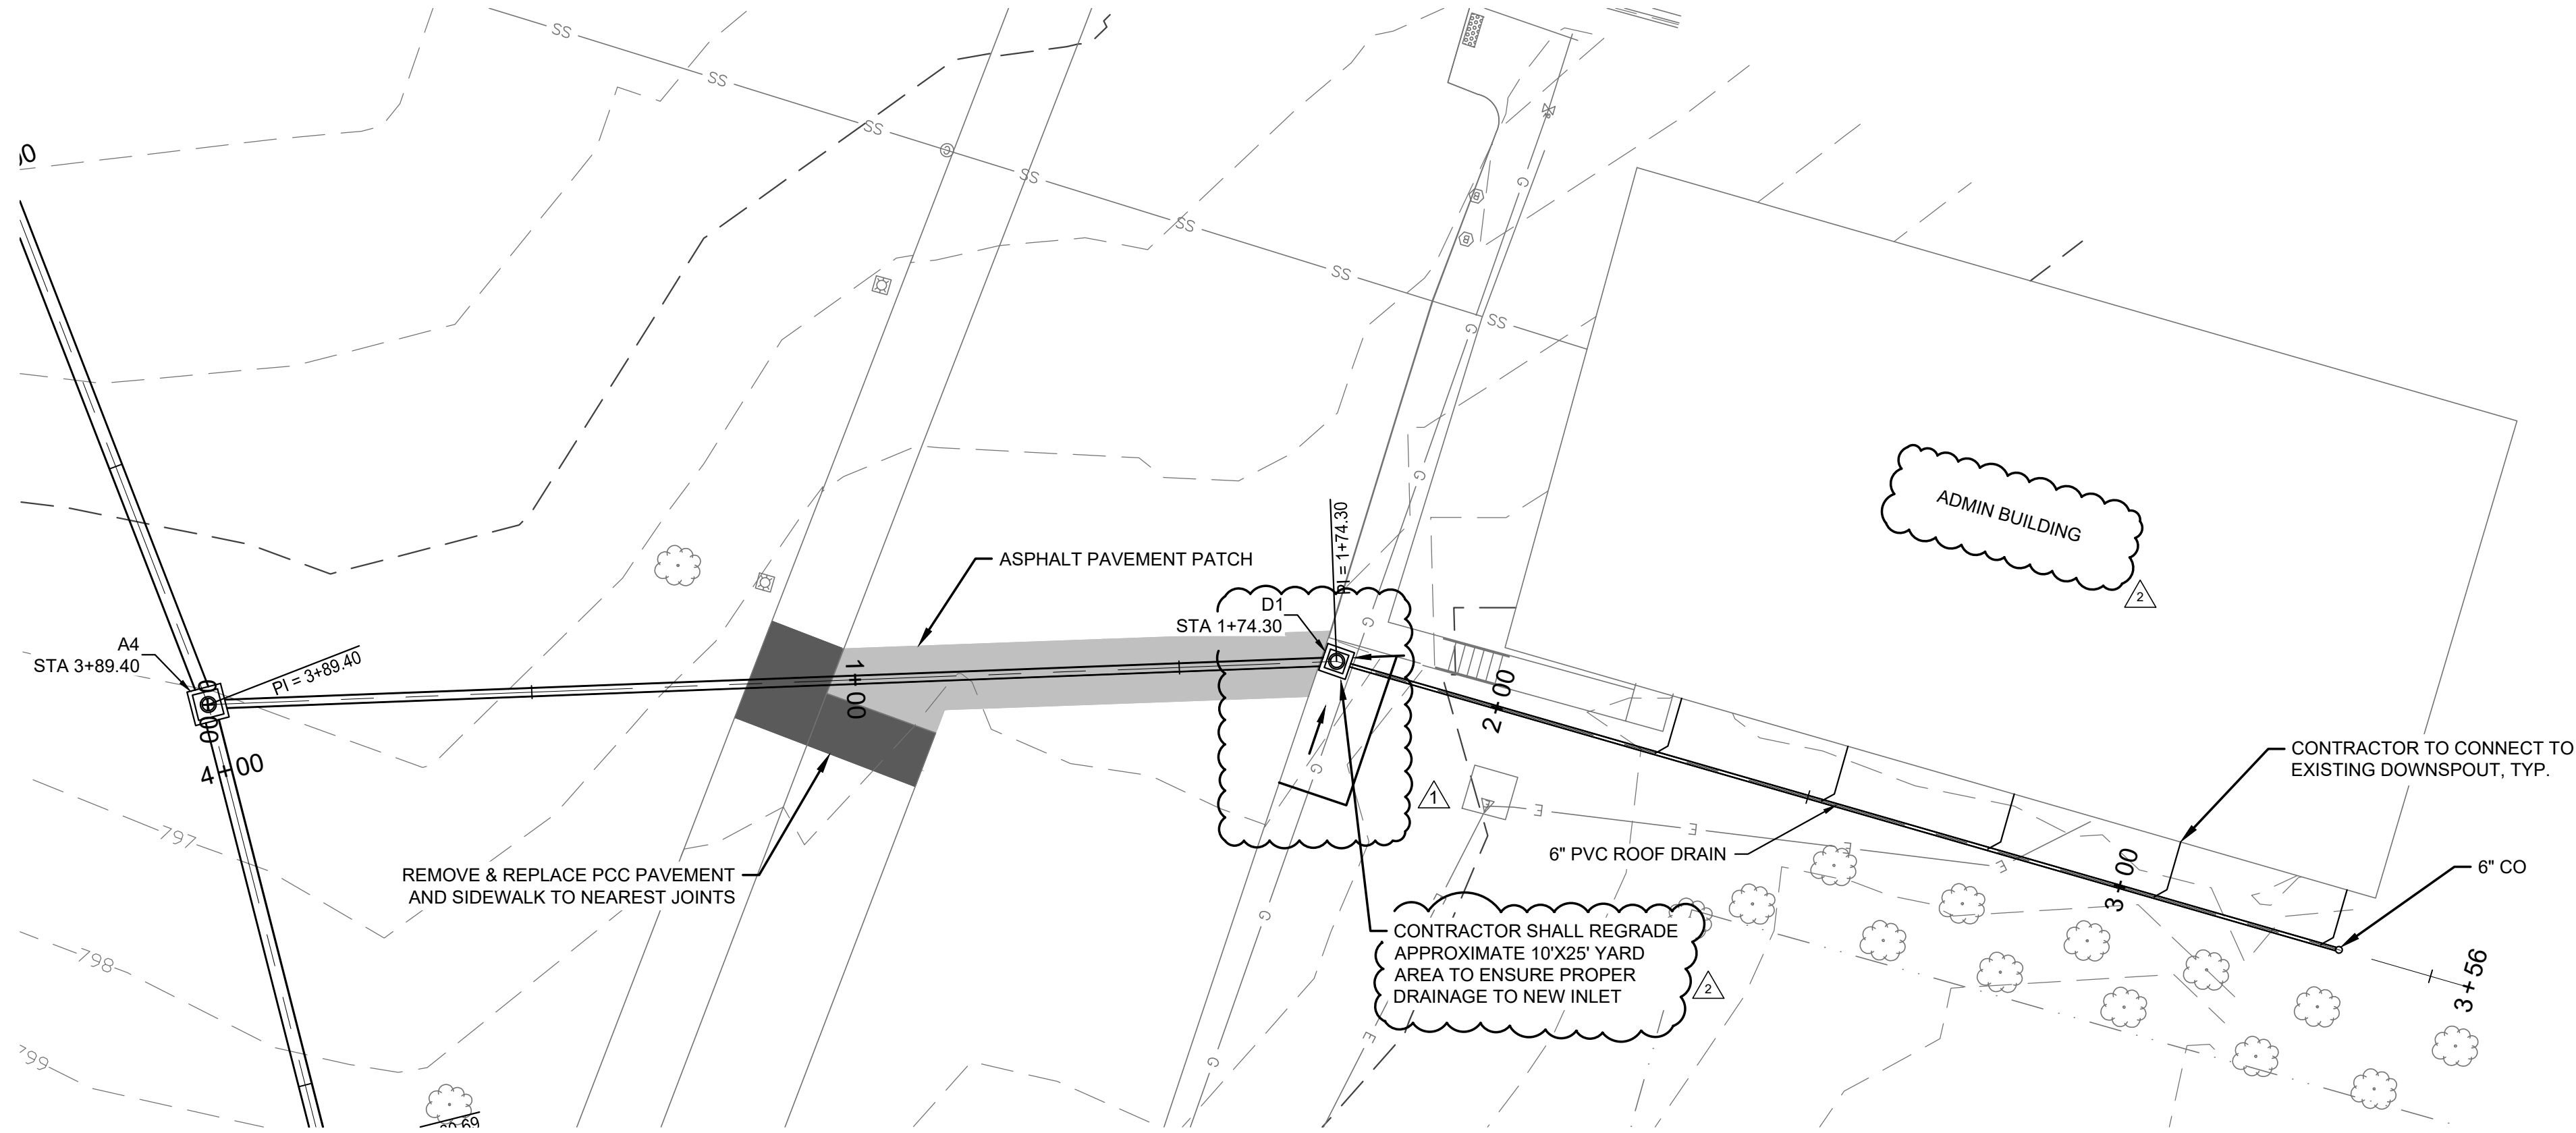 SS
SS
SS
SS
SS
SS
SS
G
B
B
G
G
G
G
G
G
ADMIN BUILDING
2
ASPHALT PAVEMENT PATCH
PI = 1+74.30
D1
STA 1+74.30
A4
STA 3+89.40
PI = 3+89.40
1+00
2+00
4+00
CONTRACTOR TO CONNECT TO
EXISTING DOWNSPOUT, TYP.
1
E
E
E
E
E
E
797
6" PVC ROOF DRAIN
3+00
6" CO
REMOVE & REPLACE PCC PAVEMENT
AND SIDEWALK TO NEAREST JOINTS
CONTRACTOR SHALL REGRADE
APPROXIMATE 10'X25' YARD
AREA TO ENSURE PROPER
DRAINAGE TO NEW INLET
2
798
3+56
799